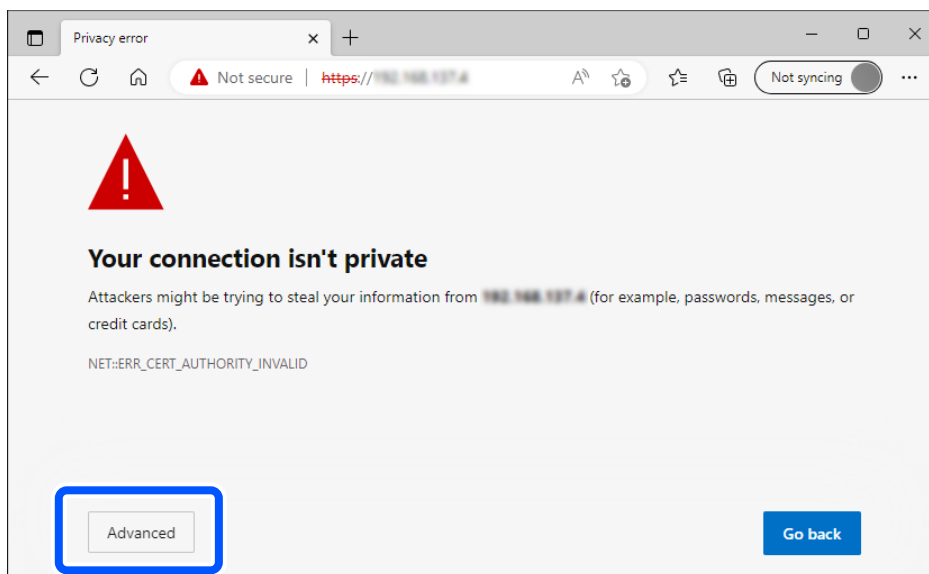 Privacy error
Not secure
https://
Not syncing
Your connection isn't private
Attackers might be trying to steal your information from (for example, passwords, messages, or
credit cards).
NET::ERR_CERT_AUTHORITY_INVALID
Advanced
Go back